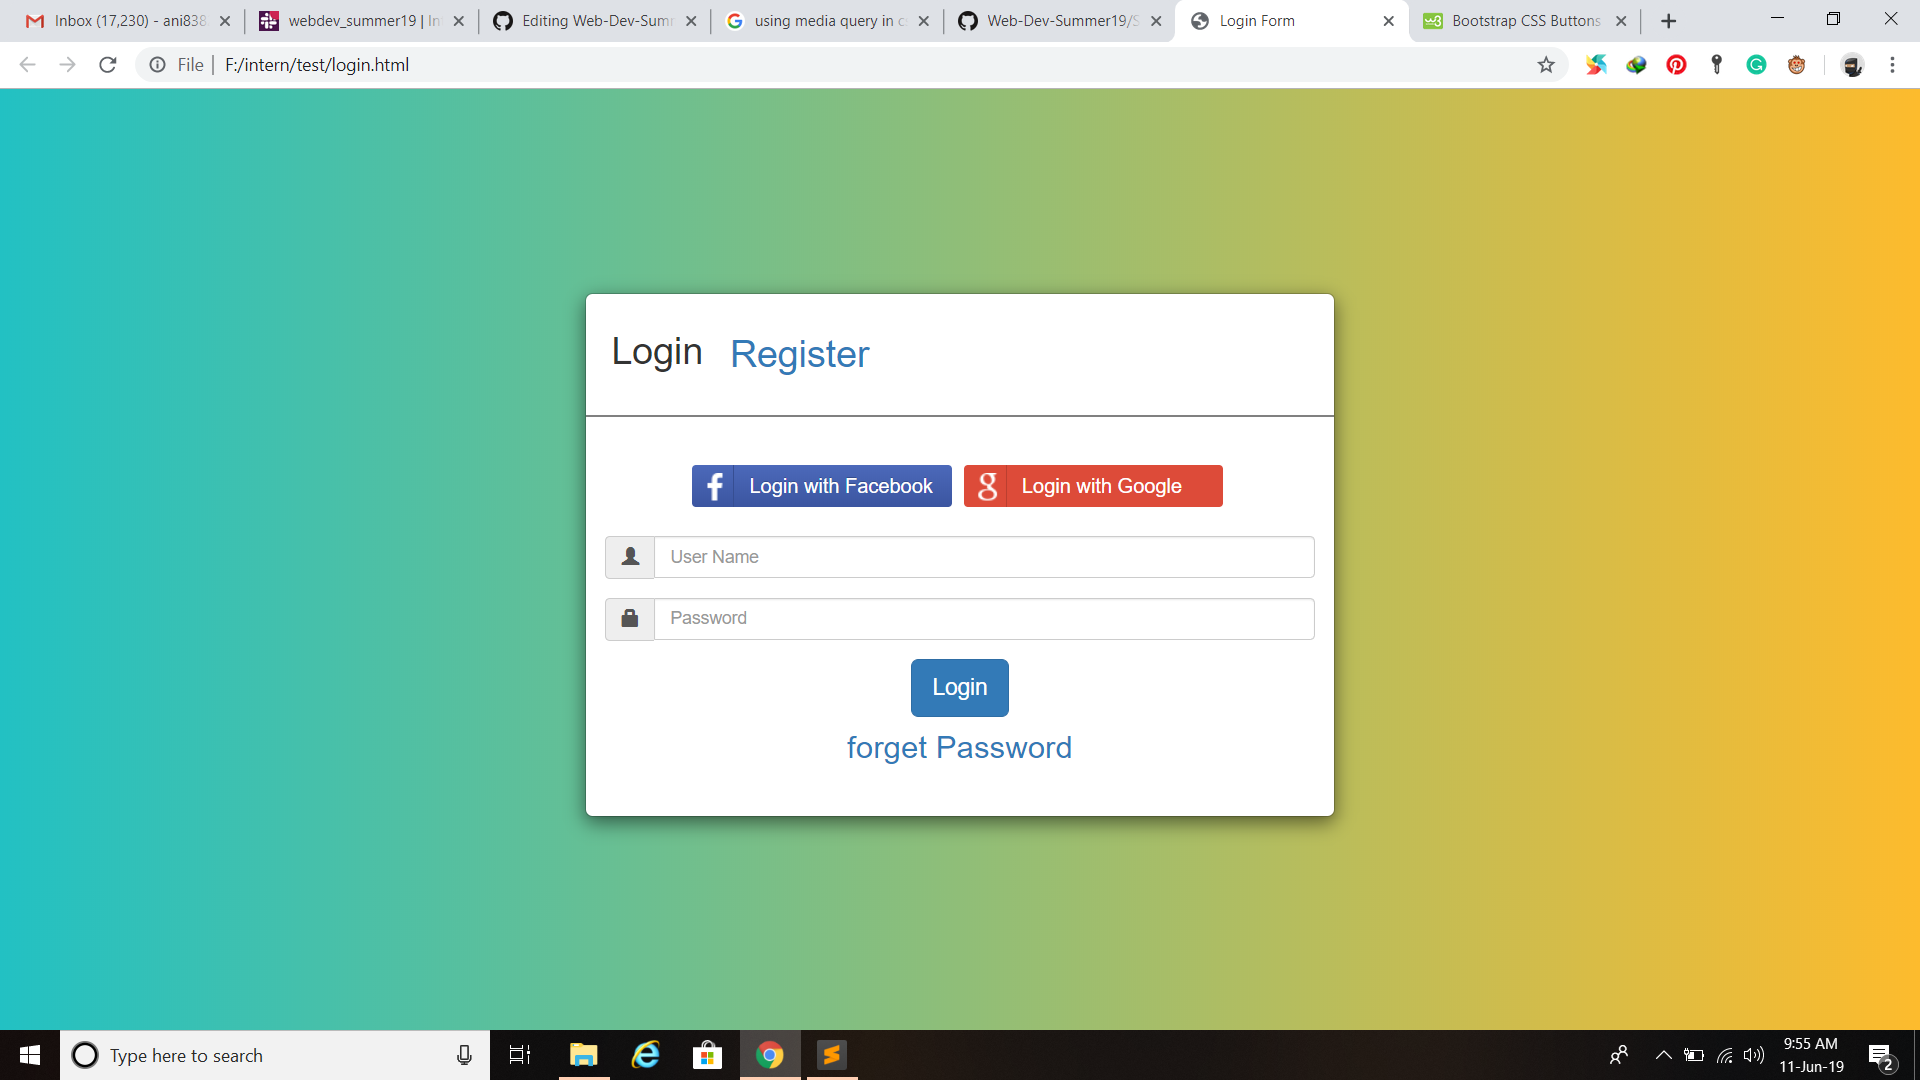 Inbox (17,230) - ani838
webdev_summer19 | In
Editing Web-Dev-Summ
using media query in c
Web-Dev-Summer19/S
Login Form
Bootstrap CSS Buttons
File | F:/intern/test/login.html
Login Register
Login with Facebook
Login with Google
User Name
Password
Login
forget Password
Type here to search
9:55 AM
11-Jun-19
2